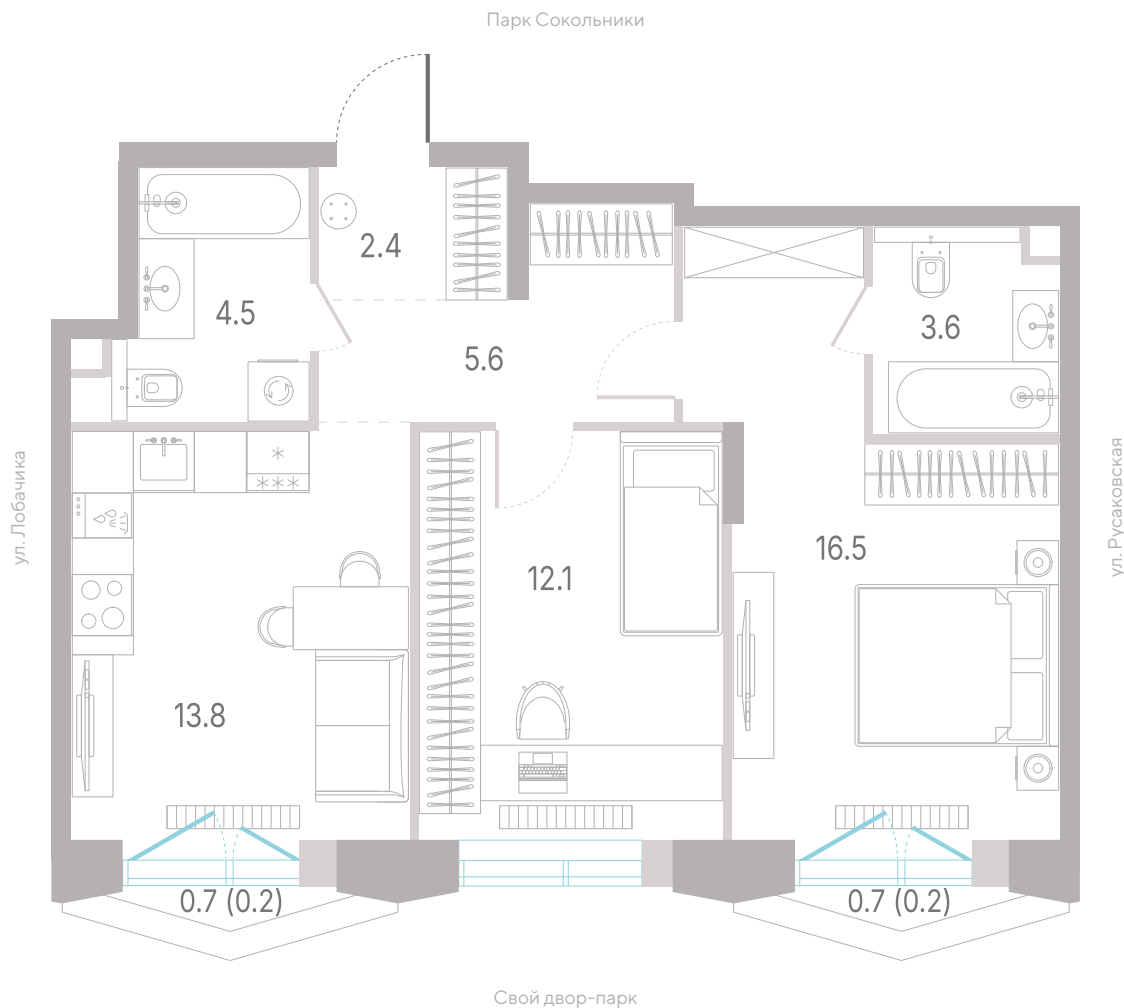 Парк Сокольники
2.4
4.5
3.6
5.6
ул. Лобачика
ул. Русаковская
16.5
12.1
13.8
0.7 (0.2)
0.7 (0.2)
Свой двор-парк